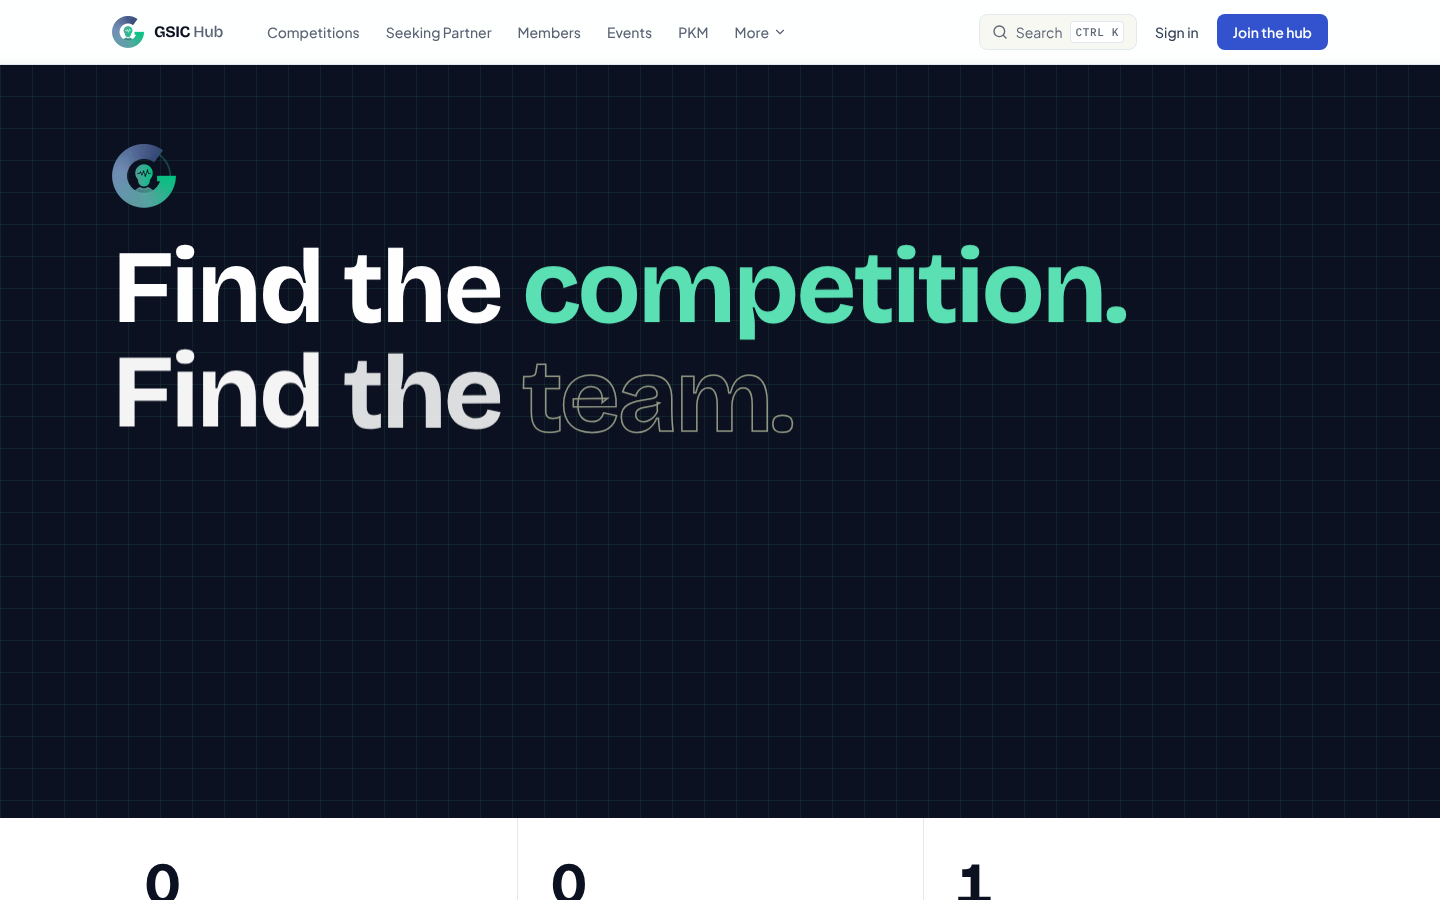 GSIC Hub
Competitions
Seeking Partner
Members
Events
PKM
More
Search
CTRL K
Sign in
Join the hub
Find the competition.
Find the team.
0
0
1